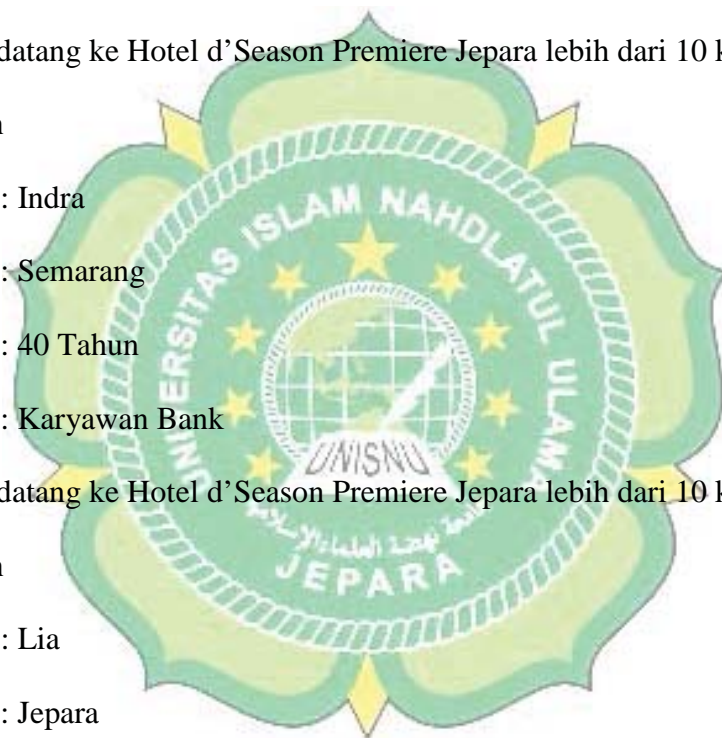 datang ke Hotel d’Season Premiere Jepara lebih dari 10 k
n
: Indra
: Semarang
: 40 Tahun
: Karyawan Bank
datang ke Hotel d’Season Premiere Jepara lebih dari 10 k
n
: Lia
: Jepara
UNIVERSITAS ISLAM NAHDLATUL ULAMA
UNISNU
JEPARA